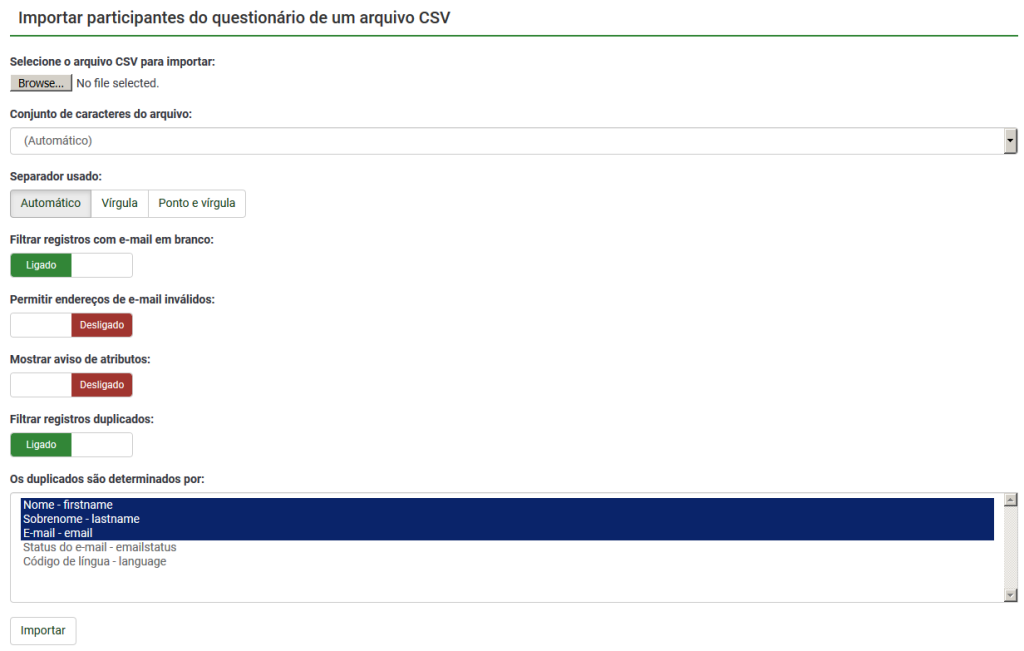 Importar participantes do questionário de um arquivo CSV
Selecione o arquivo CSV para importar:
Browse... No file selected.
Conjunto de caracteres do arquivo:
(Automático)
Separador usado:
Automático Vírgula Ponto e vírgula
Filtrar registros com e-mail em branco:
Ligado
Permitir endereços de e-mail inválidos:
Desligado
Mostrar aviso de atributos:
Desligado
Filtrar registros duplicados:
Ligado
Os duplicados são determinados por:
Nome - firstname
Sobrenome - lastname
E-mail - email
Status do e-mail - emailstatus
Código de língua - language
Importar